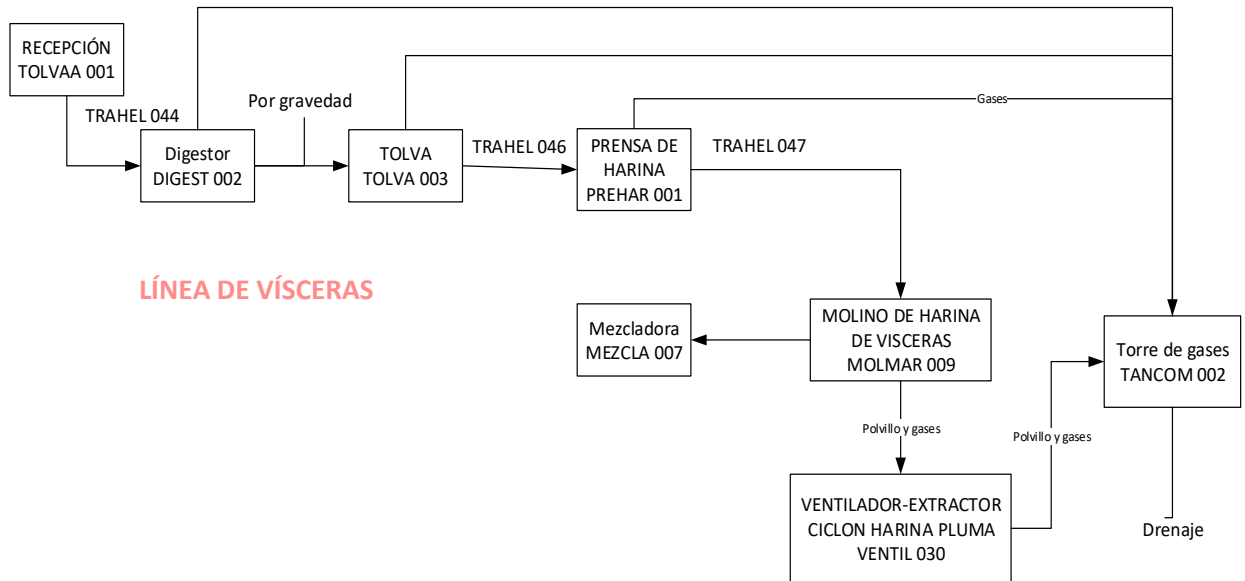 RECEPCIÓN
TOLVAA 001
TRAHEL 044
Por gravedad
Digestor
DIGEST 002
TOLVA
TOLVA 003
TRAHEL 046
PRENSA DE
HARINA
PREHAR 001
TRAHEL 047
Gases
LÍNEA DE VÍSCERAS
Mezcladora
MEZCLA 007
MOLINO DE HARINA
DE VISCERAS
MOLMAR 009
Torre de gases
TANCOM 002
Polvillo y gases
Polvillo y gases
VENTILADOR-EXTRACTOR
CICLON HARINA PLUMA
VENTIL 030
Drenaje